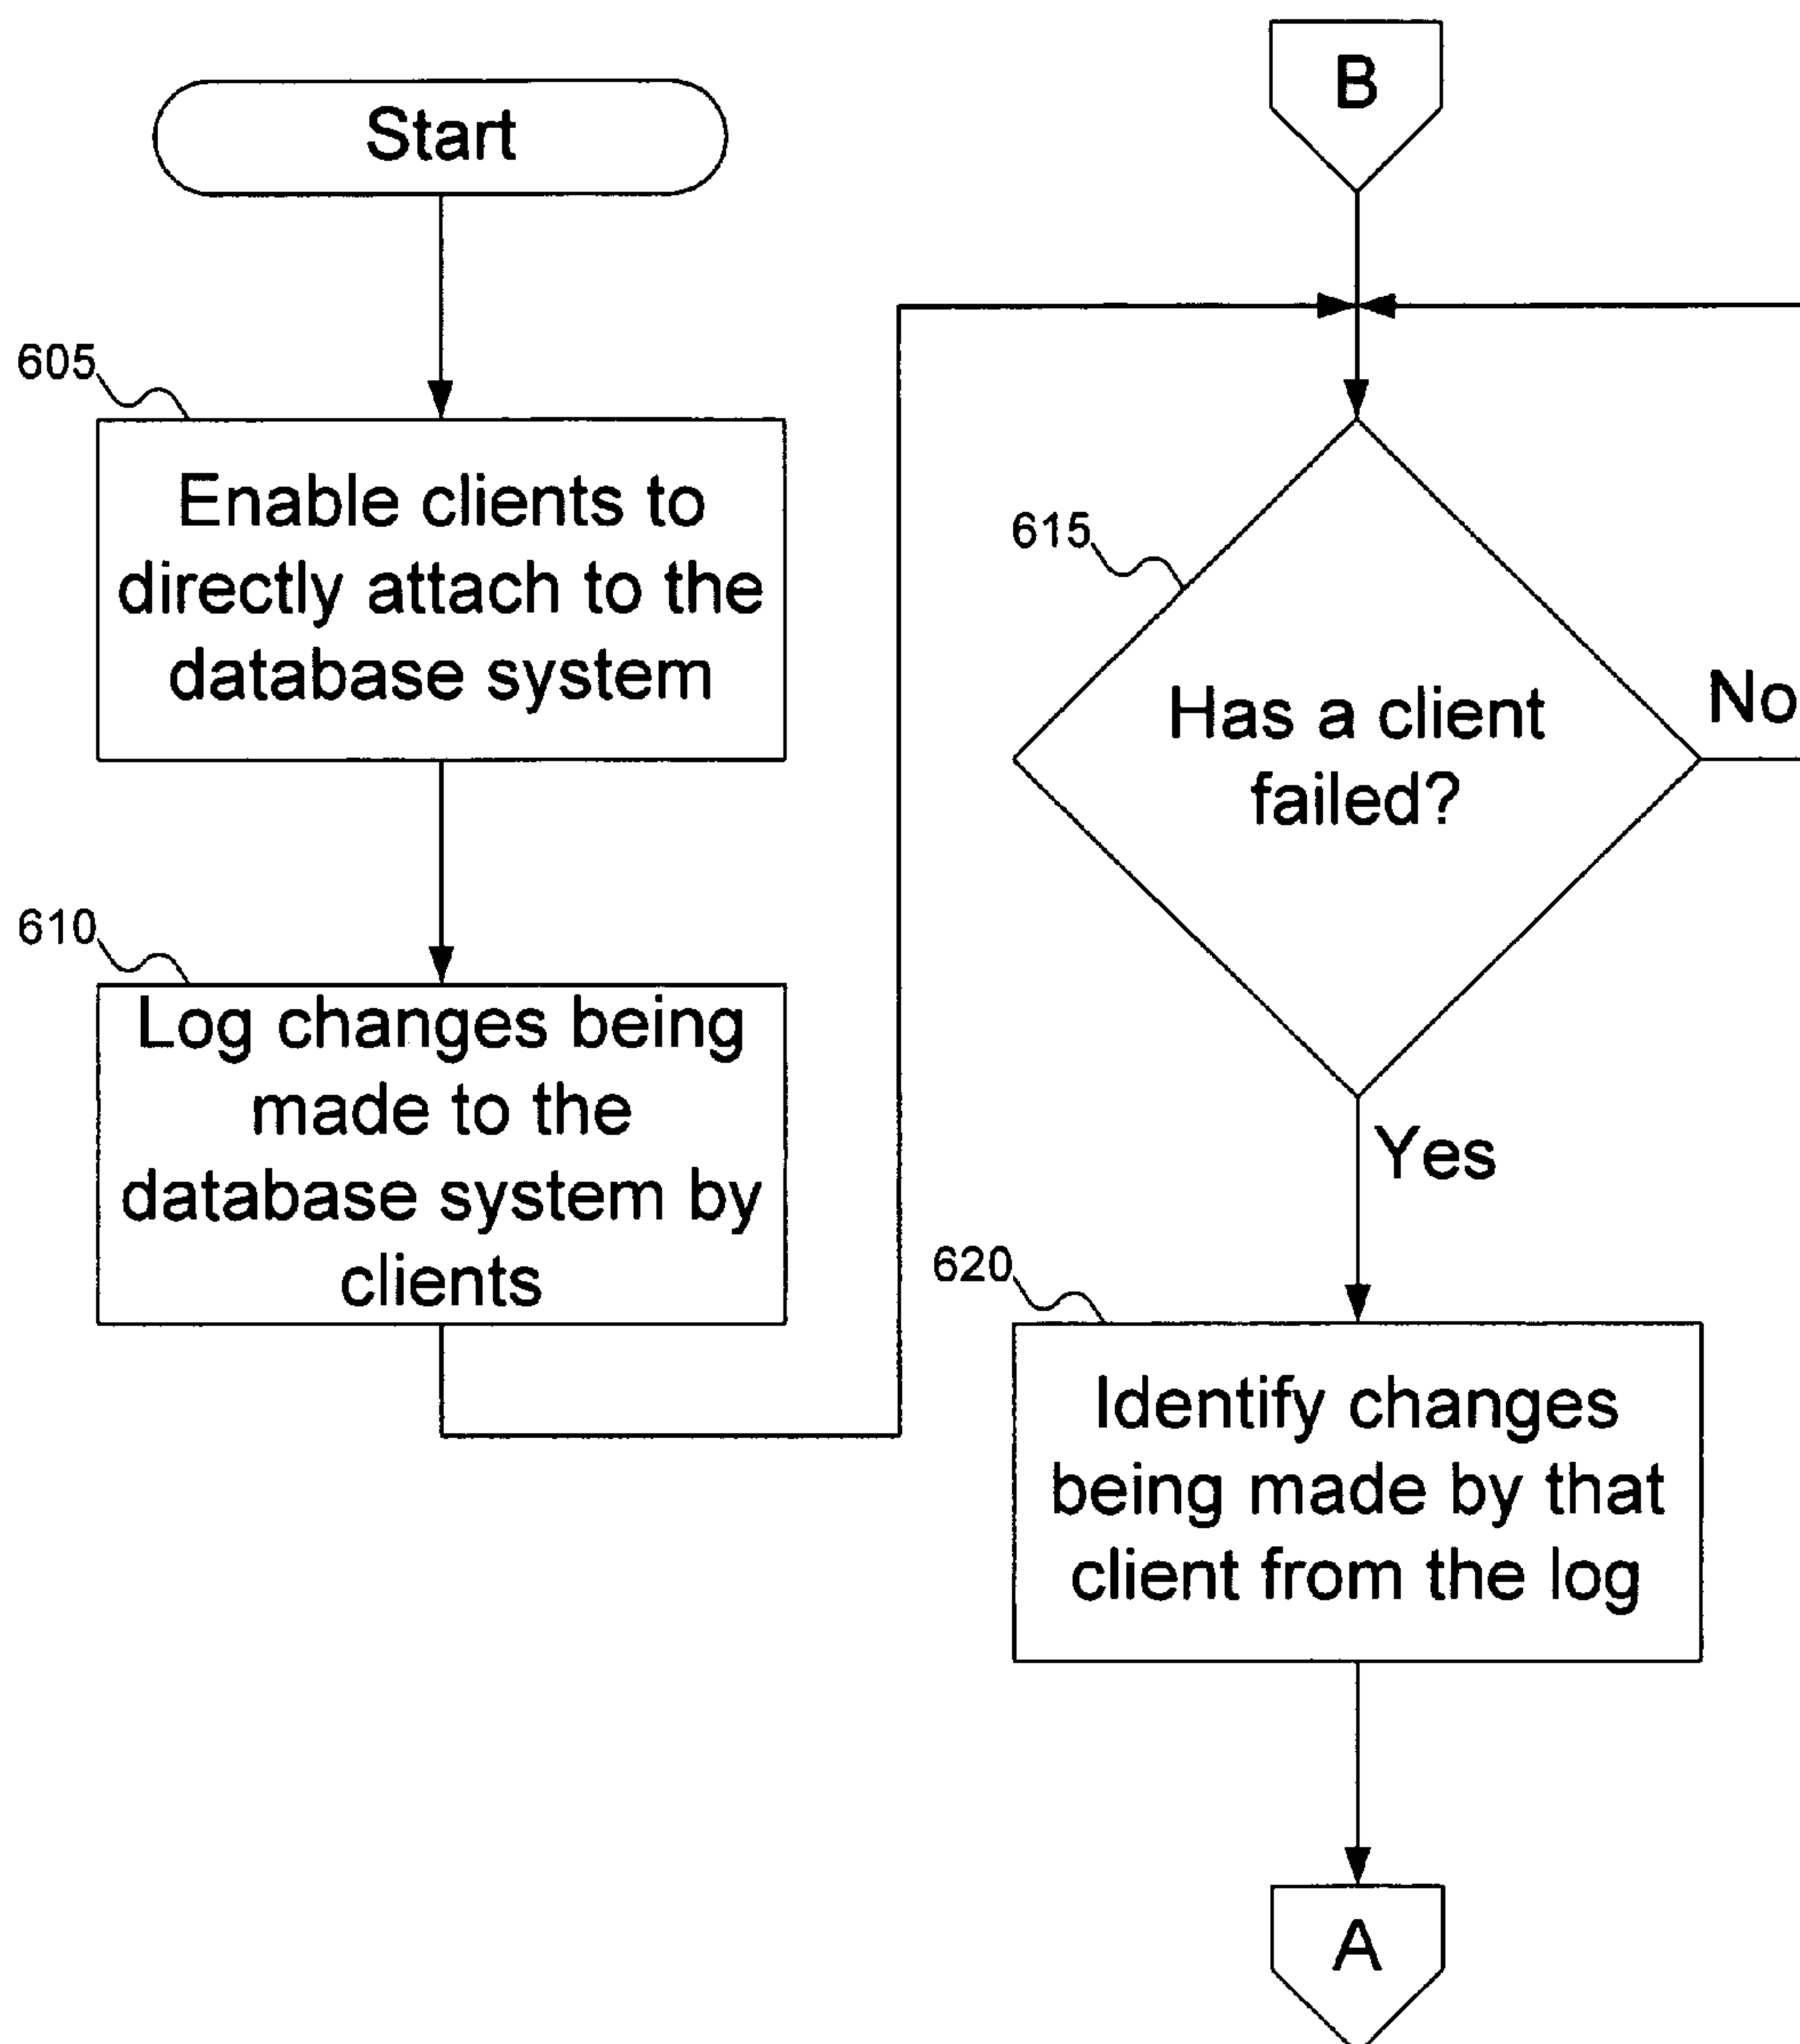 Start
605
Enable clients to
directly attach to the
database system
610
Log changes being
made to the
database system by
clients
B
615
Has a client
failed?
No
Yes
620
Identify changes
being made by that
client from the log
A